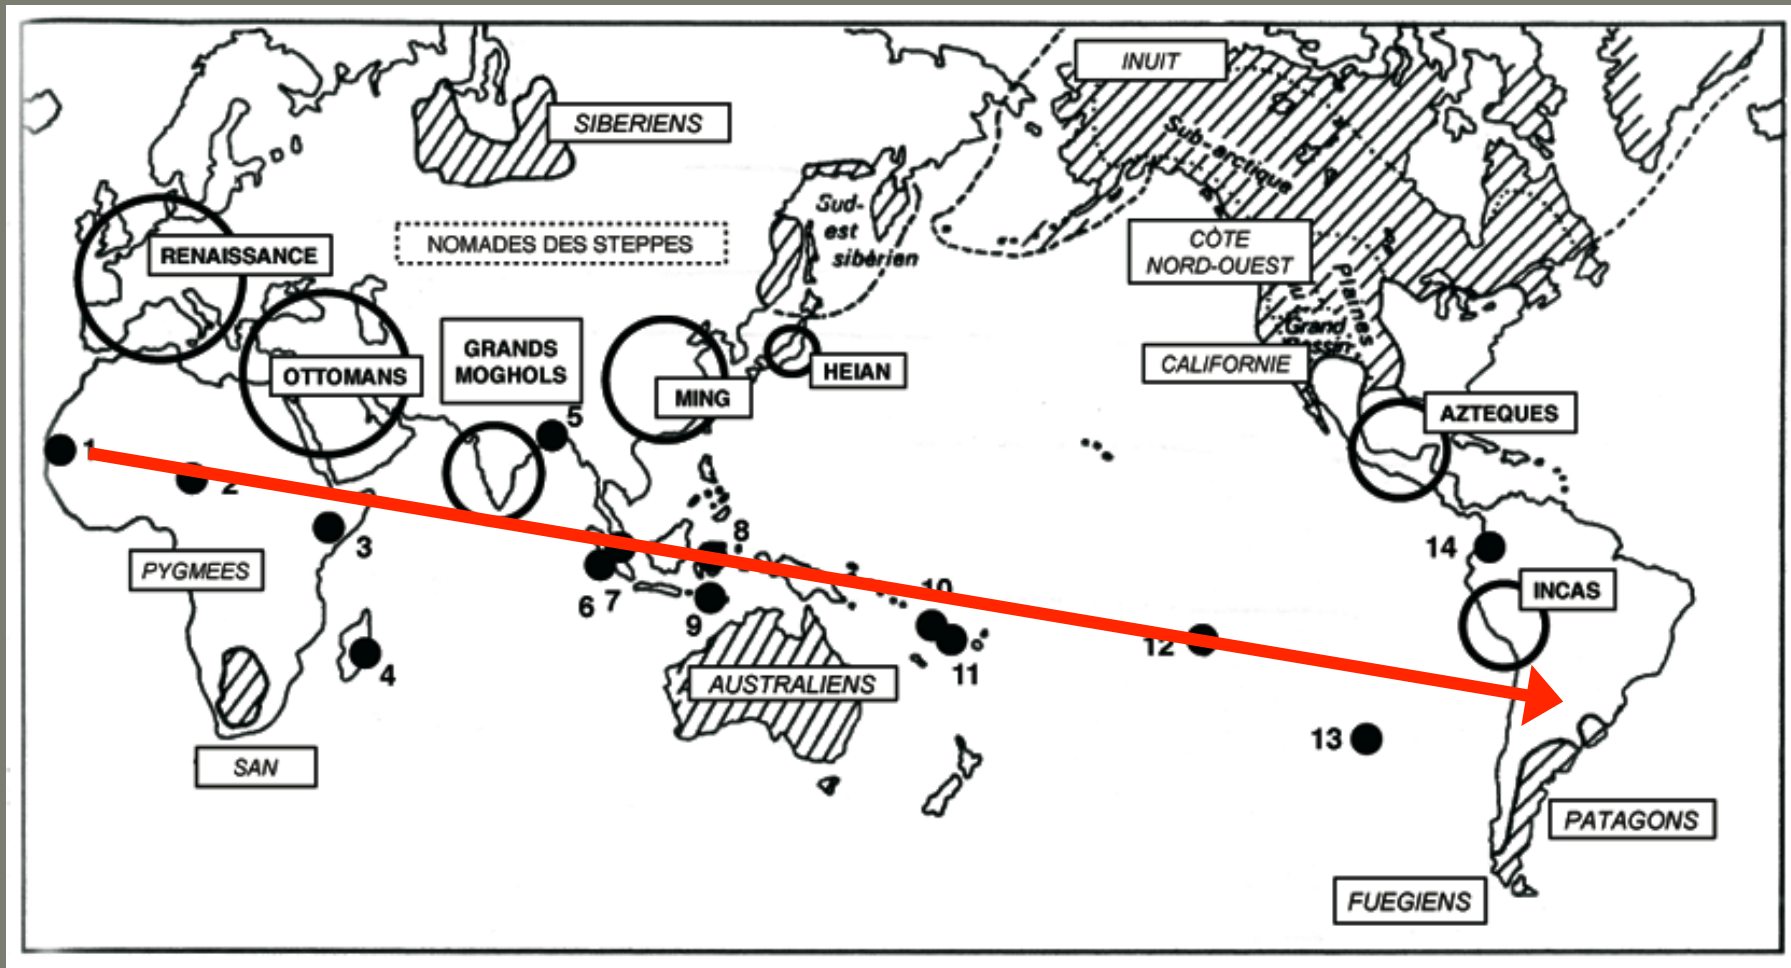 INUIT
SIBERIENS
Sub-arctique
Sud-
est
sibérien
RENAISSANCE
NOMADES DES STEPPES
CÒTE
NORD-OUEST
Plaines
Grand
Bassin
GRANDS
MOGHOLS
OTTOMANS
MING
HEIAN
CALIFORNIE
AZTEQUES
1
2
3
4
5
6
7
8
9
10
11
12
13
14
PYGMEES
INCAS
AUSTRALIENS
SAN
PATAGONS
FUEGIENS